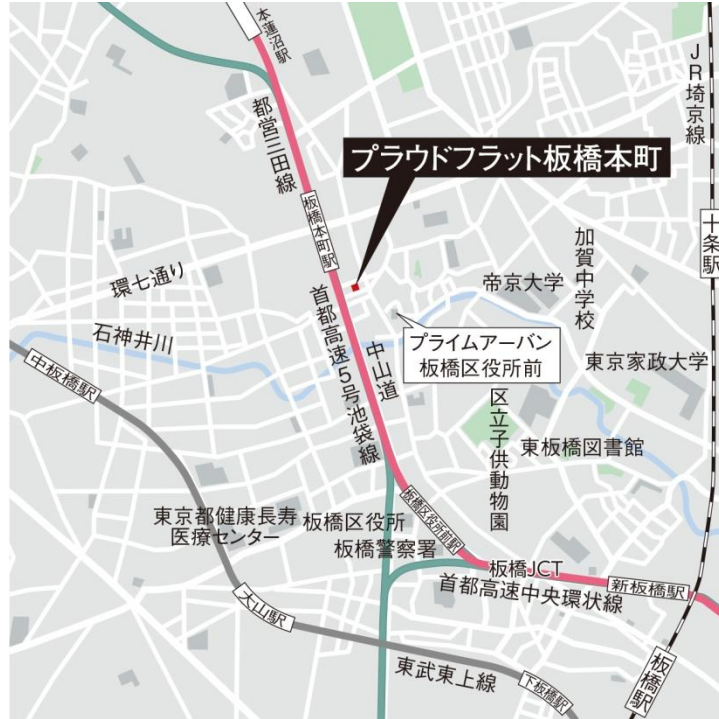 本蓮沼駅
都営三田線
JR埼京線
プラウドフラット板橋本町
板橋本町駅
十条駅
加賀中学校
環七通り
帝京大学
石神井川
首都高速5号池袋線
中山道
プライムアーバン
板橋区役所前
東京家政大学
中板橋駅
区立子供動物園
東板橋図書館
東京都健康長寿
医療センター
板橋区役所
板橋警察署
板橋区役所前駅
板橋JCT
首都高速中央環状線
新板橋駅
大山駅
東武東上線
下板橋駅
板橋駅